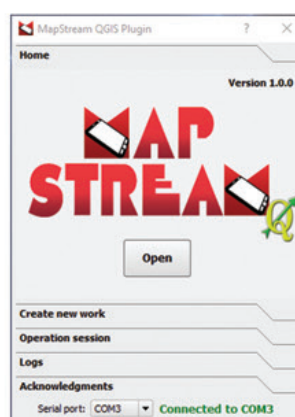 MapStream QGIS Plugin ? ×
Home
Version 1.0.0
MAP
STREAM
Open
Create new work
Operation session
Logs
Acknowledgments
Serial port: COM3 Connected to COM3